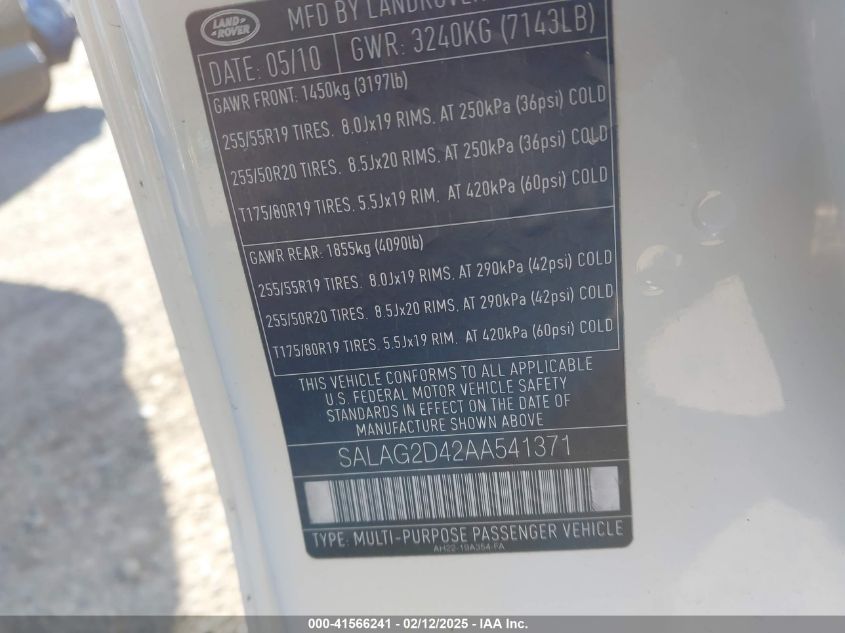 LAND
ROVER
MFD BY LANDROVER
DATE: 05/10 GWR: 3240KG (7143LB)
GAWR FRONT: 1450kg (3197lb)
255/55R19 TIRES. 8.0Jx19 RIMS. AT 250kPa (36psi) COLD
255/50R20 TIRES. 8.5Jx20 RIMS. AT 250kPa (36psi) COLD
T175/80R19 TIRES. 5.5Jx19 RIM. AT 420kPa (60psi) COLD
GAWR REAR: 1855kg (4090lb)
255/55R19 TIRES. 8.0Jx19 RIMS. AT 290kPa (42psi) COLD
255/50R20 TIRES. 8.5Jx20 RIMS. AT 290kPa (42psi) COLD
T175/80R19 TIRES. 5.5Jx19 RIM. AT 420kPa (60psi) COLD
THIS VEHICLE CONFORMS TO ALL APPLICABLE
U.S. FEDERAL MOTOR VEHICLE SAFETY
STANDARDS IN EFFECT ON THE DATE OF
MANUFACTURE SHOWN ABOVE
SALAG2D42AA541371
TYPE: MULTI-PURPOSE PASSENGER VEHICLE
AH22-19A354-FA
000-41566241 - 02/12/2025 - IAA Inc.